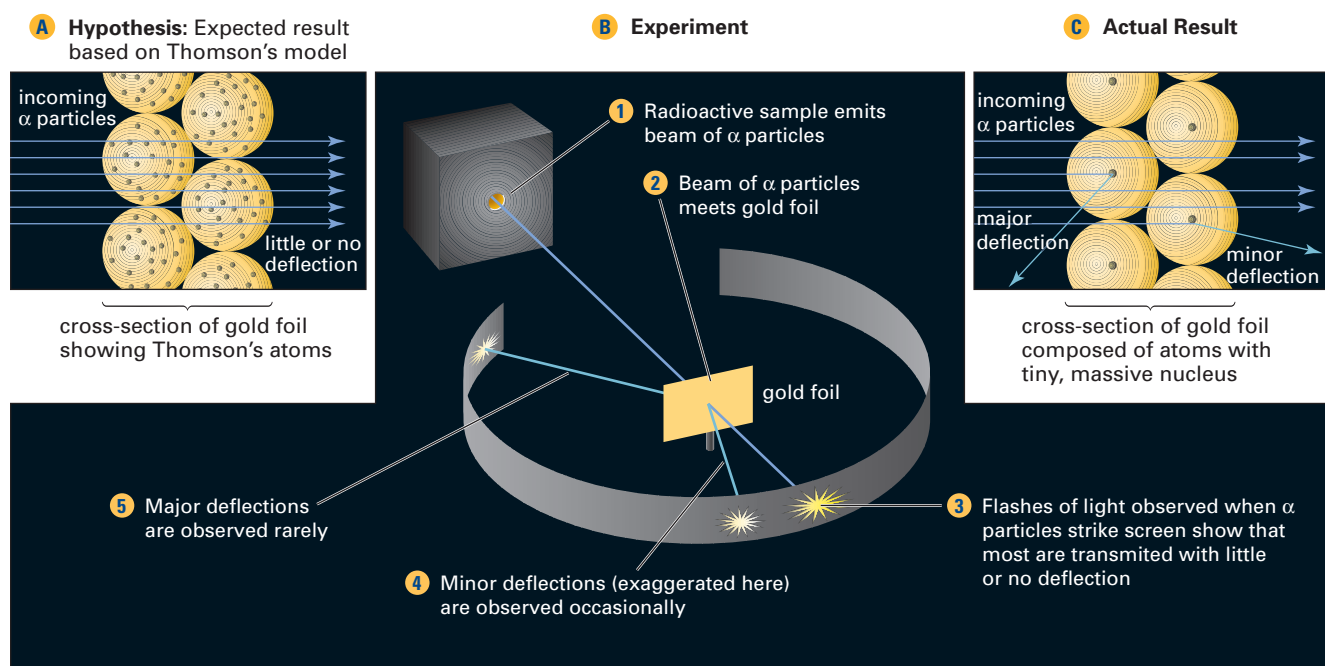 A Hypothesis: Expected result
based on Thomson's model
incoming
α particles
little or no
deflection
cross-section of gold foil
showing Thomson's atoms
B Experiment
1 Radioactive sample emits
beam of α particles
2 Beam of α particles
meets gold foil
gold foil
3 Flashes of light observed when α
particles strike screen show that
most are transmited with little
or no deflection
4 Minor deflections (exaggerated here)
are observed occasionally
5 Major deflections
are observed rarely
C Actual Result
incoming
α particles
major
deflection
minor
deflection
cross-section of gold foil
composed of atoms with
tiny, massive nucleus